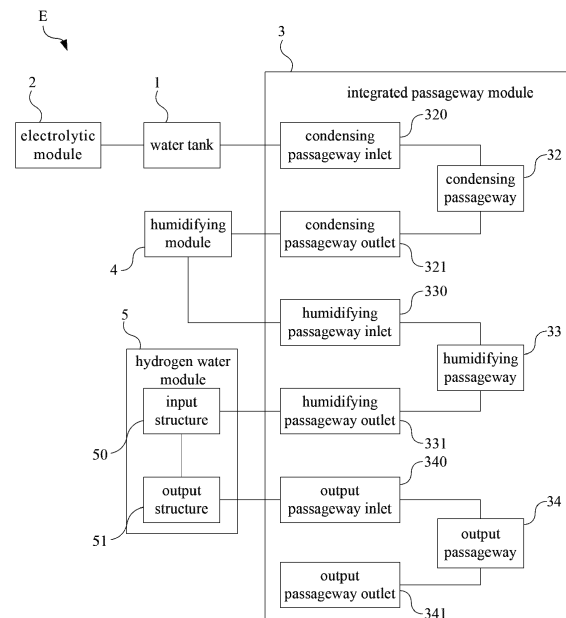 E
3
2
1
integrated passageway module
320
electrolytic
module
water tank
condensing
passageway inlet
32
condensing
passageway
humidifying
module
condensing
passageway outlet
4
321
330
5
humidifying
passageway inlet
33
hydrogen water
module
humidifying
passageway
input
structure
humidifying
passageway outlet
50
331
340
output
structure
output
passageway inlet
34
51
output
passageway
output
passageway outlet
341